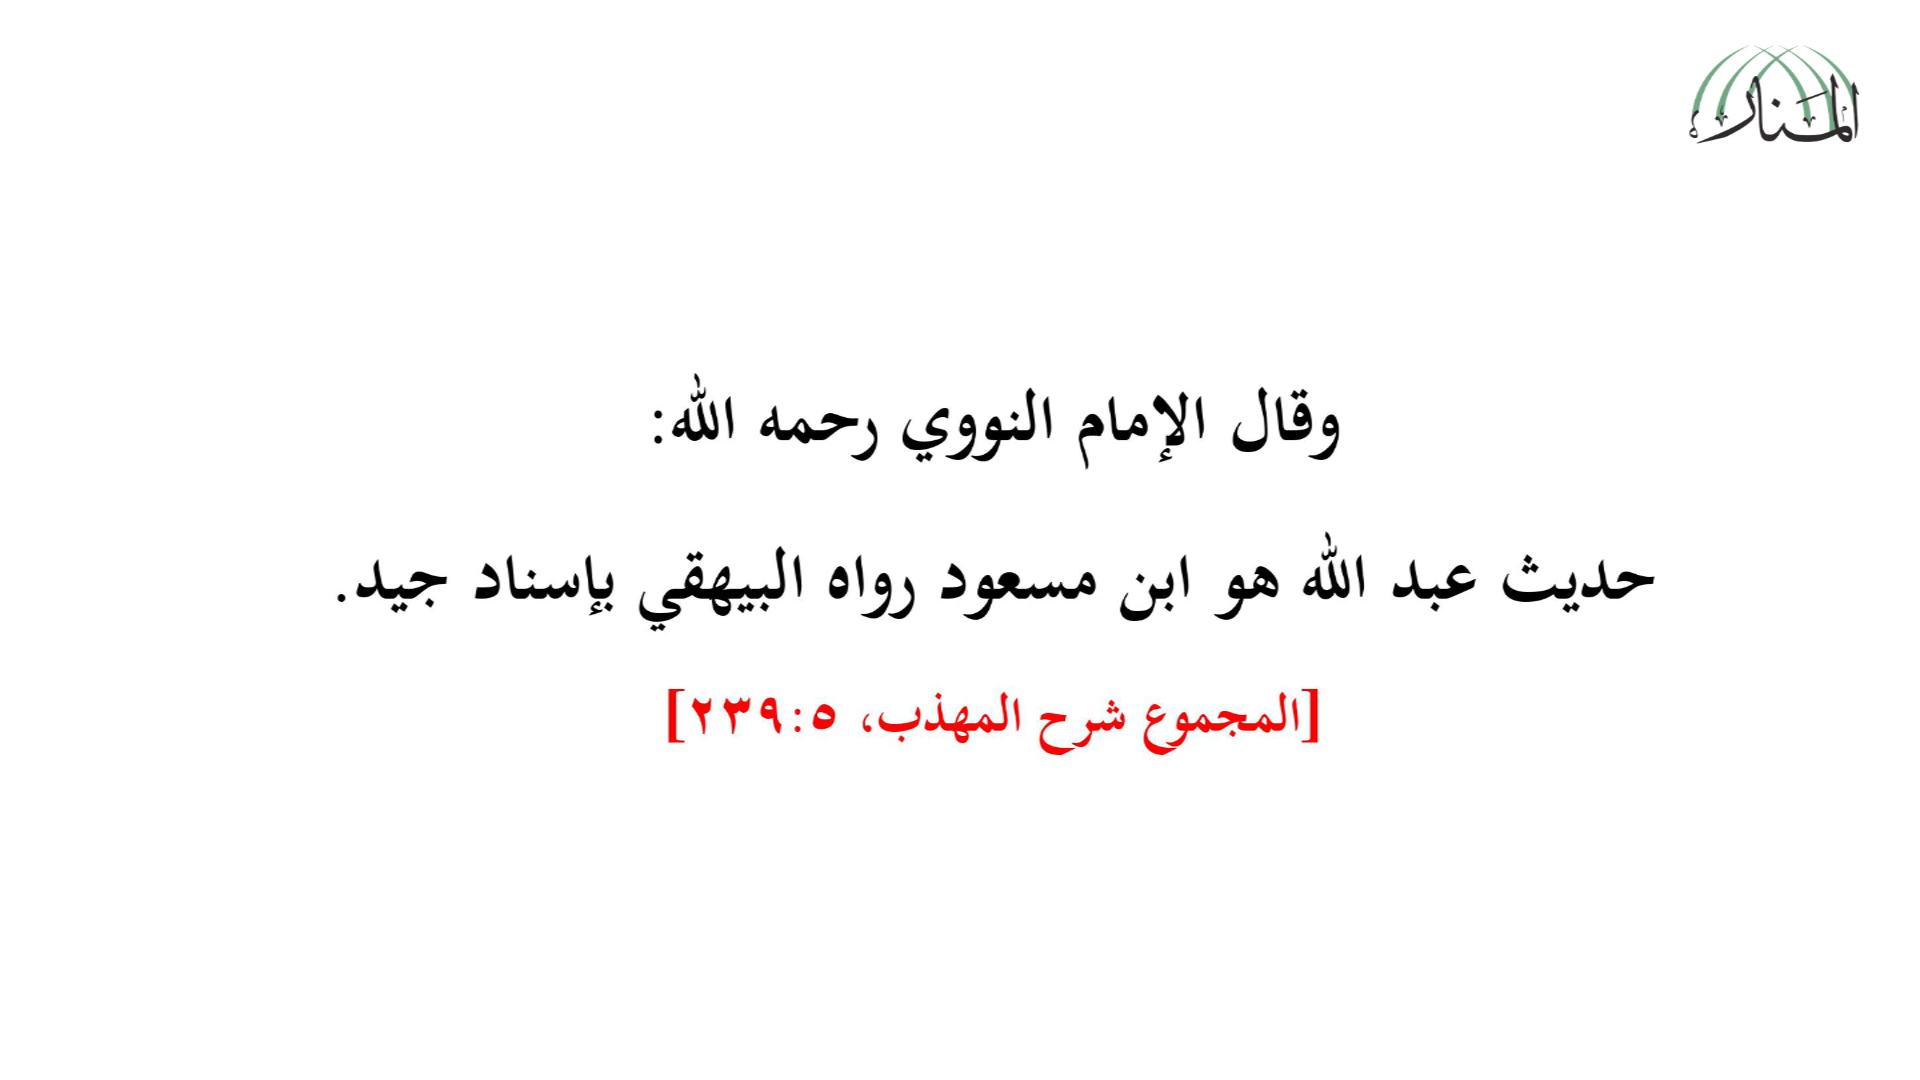 المنار
وقال الإمام النووي رحمه الله:
حديث عبد الله هو ابن مسعود رواه البيهقي بإسناد جيد.
[المجموع شرح المهذب، ٥:٢٣٩]